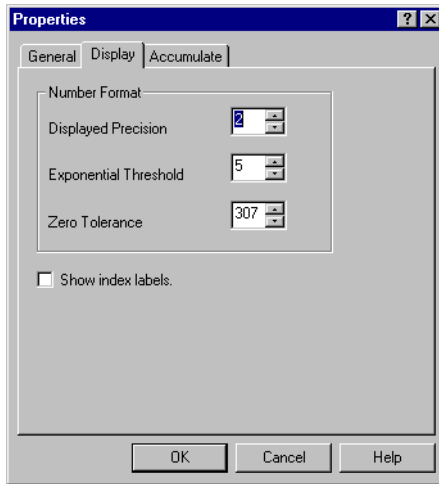 Properties
General Display Accumulate
Number Format
Displayed Precision 2
Exponential Threshold 5
Zero Tolerance 307
Show index labels.
OK Cancel Help